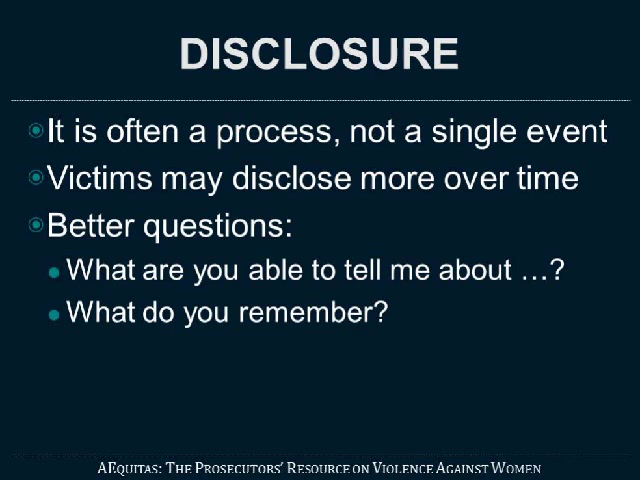 DISCLOSURE
It is often a process, not a single event
Victims may disclose more over time
Better questions:
What are you able to tell me about …?
What do you remember?
AEQUITAS: THE PROSECUTORS' RESOURCE ON VIOLENCE AGAINST WOMEN